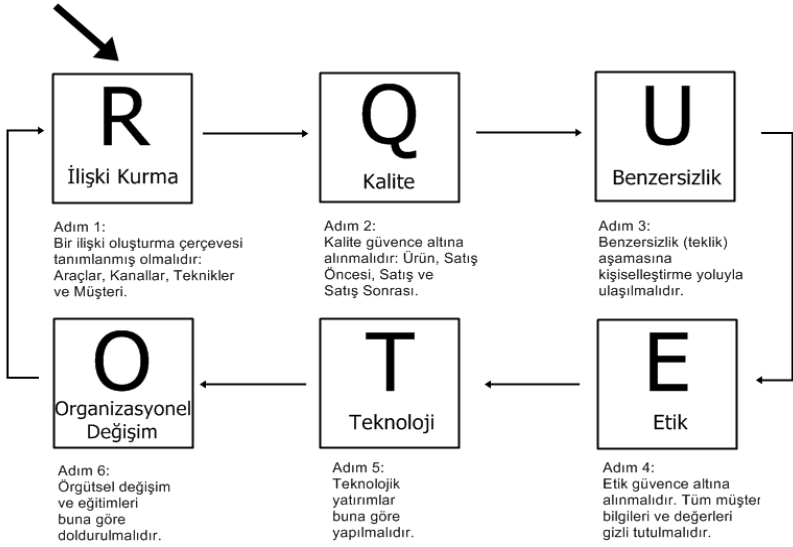 R
İlişki Kurma
Adım 1:
Bir ilişki oluşturma çerçevesi
tanımlanmış olmalıdır:
Araçlar, Kanallar, Teknikler
ve Müşteri.
Q
Kalite
Adım 2:
Kalite güvence altına
alınmalıdır: Ürün, Satış
Öncesi, Satış ve
Satış Sonrası.
U
Benzersizlik
Adım 3:
Benzersizlik (teklik)
aşamasına
kişiselleştirme yoluyla
ulaşılmalıdır.
E
Etik
Adım 4:
Etik güvence altına
alınmalıdır. Tüm müşter
bilgileri ve değerleri
gizli tutulmalıdır.
T
Teknoloji
Adım 5:
Teknolojik
yatırımlar
buna göre
yapılmalıdır.
O
Organizasyonel
Değişim
Adım 6:
Örgütsel değişim
ve eğitimleri
buna göre
doldurulmalıdır.